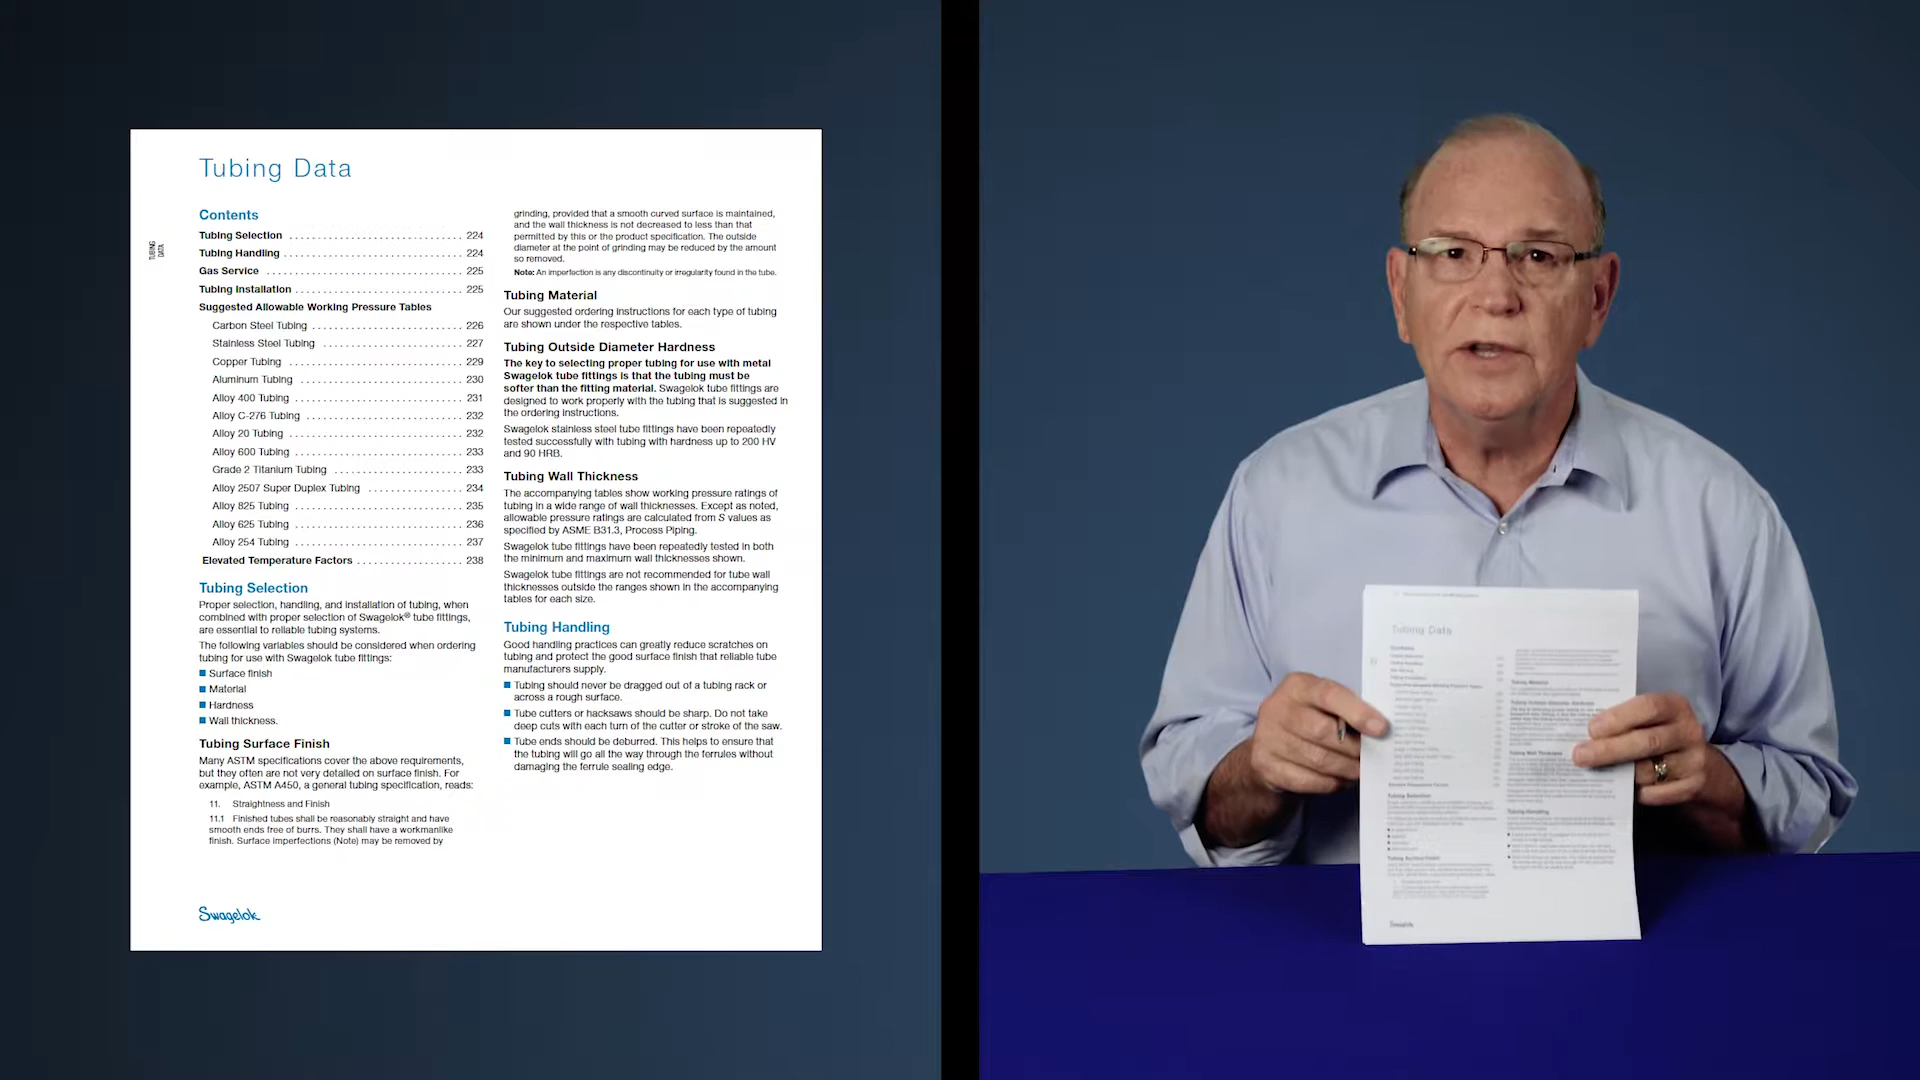 Tubing Data
TUBING
DATA
Contents
Tubing Selection . . . . . . . . . . . . . . . . . . . . . . . . . . . . . 224
Tubing Handling . . . . . . . . . . . . . . . . . . . . . . . . . . . . . 224
Gas Service . . . . . . . . . . . . . . . . . . . . . . . . . . . . . . . . 225
Tubing Installation . . . . . . . . . . . . . . . . . . . . . . . . . . . 225
Suggested Allowable Working Pressure Tables
Carbon Steel Tubing . . . . . . . . . . . . . . . . . . . . . . . . . 226
Stainless Steel Tubing . . . . . . . . . . . . . . . . . . . . . . . 227
Copper Tubing . . . . . . . . . . . . . . . . . . . . . . . . . . . . . 229
Aluminum Tubing . . . . . . . . . . . . . . . . . . . . . . . . . . . 230
Alloy 400 Tubing . . . . . . . . . . . . . . . . . . . . . . . . . . . . 231
Alloy C-276 Tubing . . . . . . . . . . . . . . . . . . . . . . . . . . 232
Alloy 20 Tubing . . . . . . . . . . . . . . . . . . . . . . . . . . . . . 232
Alloy 600 Tubing . . . . . . . . . . . . . . . . . . . . . . . . . . . . 233
Grade 2 Titanium Tubing . . . . . . . . . . . . . . . . . . . . . 233
Alloy 2507 Super Duplex Tubing . . . . . . . . . . . . . . . 234
Alloy 825 Tubing . . . . . . . . . . . . . . . . . . . . . . . . . . . . 235
Alloy 625 Tubing . . . . . . . . . . . . . . . . . . . . . . . . . . . . 236
Alloy 254 Tubing . . . . . . . . . . . . . . . . . . . . . . . . . . . . 237
Elevated Temperature Factors . . . . . . . . . . . . . . . . . 238
Tubing Selection
Proper selection, handling, and installation of tubing, when
combined with proper selection of Swagelok® tube fittings,
are essential to reliable tubing systems.
The following variables should be considered when ordering
tubing for use with Swagelok tube fittings:
■ Surface finish
■ Material
■ Hardness
■ Wall thickness.
Tubing Surface Finish
Many ASTM specifications cover the above requirements,
but they often are not very detailed on surface finish. For
example, ASTM A450, a general tubing specification, reads:
11. Straightness and Finish
11.1 Finished tubes shall be reasonably straight and have
smooth ends free of burrs. They shall have a workmanlike
finish. Surface imperfections (Note) may be removed by
grinding, provided that a smooth curved surface is maintained,
and the wall thickness is not decreased to less than that
permitted by this or the product specification. The outside
diameter at the point of grinding may be reduced by the amount
so removed.
Note: An imperfection is any discontinuity or irregularity found in the tube.
Tubing Material
Our suggested ordering instructions for each type of tubing
are shown under the respective tables.
Tubing Outside Diameter Hardness
The key to selecting proper tubing for use with metal
Swagelok tube fittings is that the tubing must be
softer than the fitting material. Swagelok tube fittings are
designed to work properly with the tubing that is suggested in
the ordering instructions.
Swagelok stainless steel tube fittings have been repeatedly
tested successfully with tubing with hardness up to 200 HV
and 90 HRB.
Tubing Wall Thickness
The accompanying tables show working pressure ratings of
tubing in a wide range of wall thicknesses. Except as noted,
allowable pressure ratings are calculated from S values as
specified by ASME B31.3, Process Piping.
Swagelok tube fittings have been repeatedly tested in both
the minimum and maximum wall thicknesses shown.
Swagelok tube fittings are not recommended for tube wall
thicknesses outside the ranges shown in the accompanying
tables for each size.
Tubing Handling
Good handling practices can greatly reduce scratches on
tubing and protect the good surface finish that reliable tube
manufacturers supply.
■ Tubing should never be dragged out of a tubing rack or
across a rough surface.
■ Tube cutters or hacksaws should be sharp. Do not take
deep cuts with each turn of the cutter or stroke of the saw.
■ Tube ends should be deburred. This helps to ensure that
the tubing will go all the way through the ferrules without
damaging the ferrule sealing edge.
Swagelok
Tubing Data
Tubing Selection
Tubing Surface Finish
Tubing Material
Tubing Outside Diameter Hardness
Tubing Wall Thickness
Tubing Handling
Swagelok